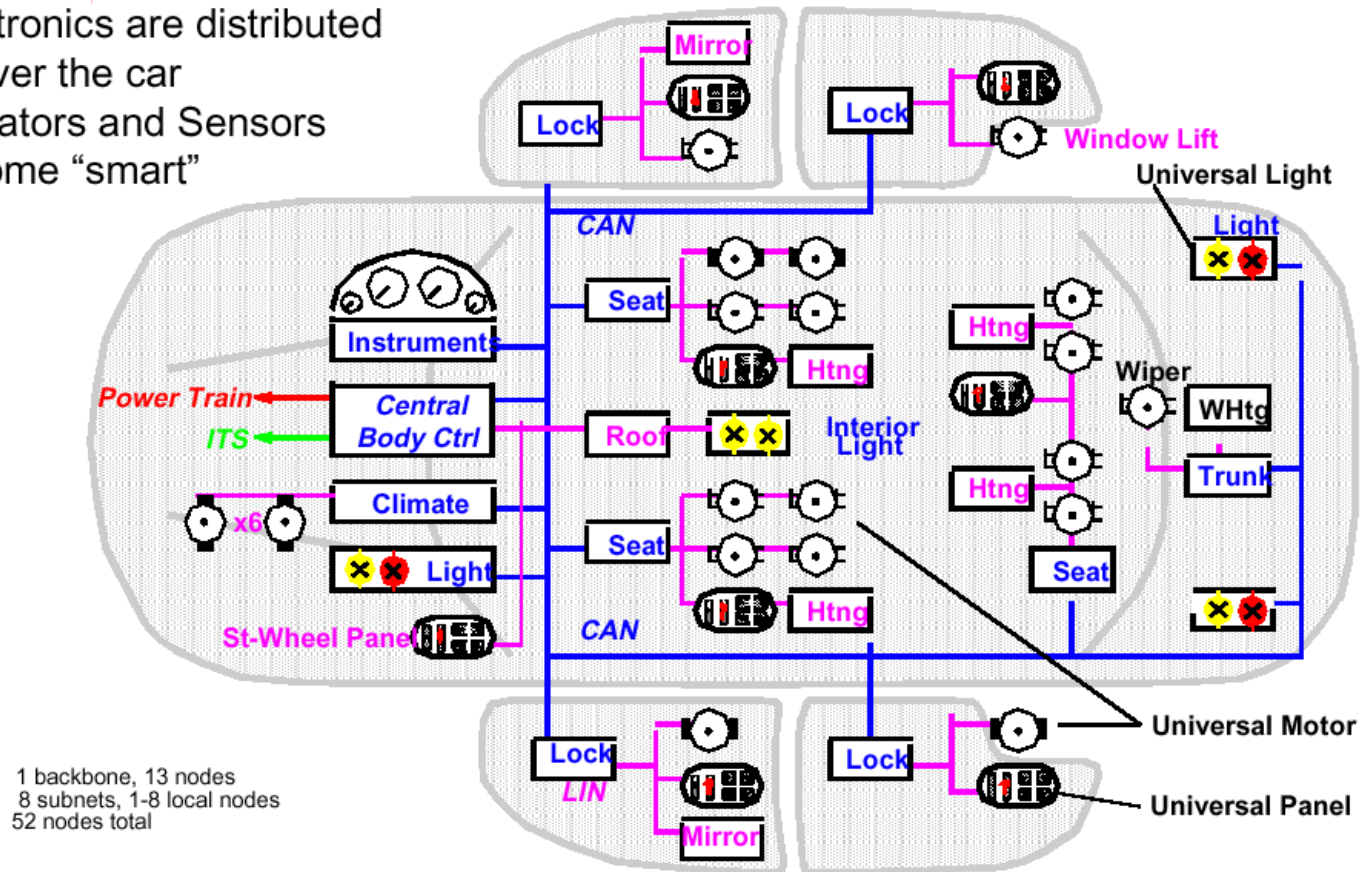 tronics are distributed
ver the car
ators and Sensors
ome “smart”
Mirror
Lock
Lock
Window Lift
Universal Light
Light
CAN
Seat
Htng
Instruments
Htng
Power Train
Central
Body Ctrl
ITS
Roof
Interior
Light
Wiper
WHtg
Trunk
Climate
x6
Htng
Seat
Light
Seat
Htng
St-Wheel Panel
CAN
Lock
LIN
Mirror
Lock
Universal Motor
Universal Panel
1 backbone, 13 nodes
8 subnets, 1-8 local nodes
52 nodes total